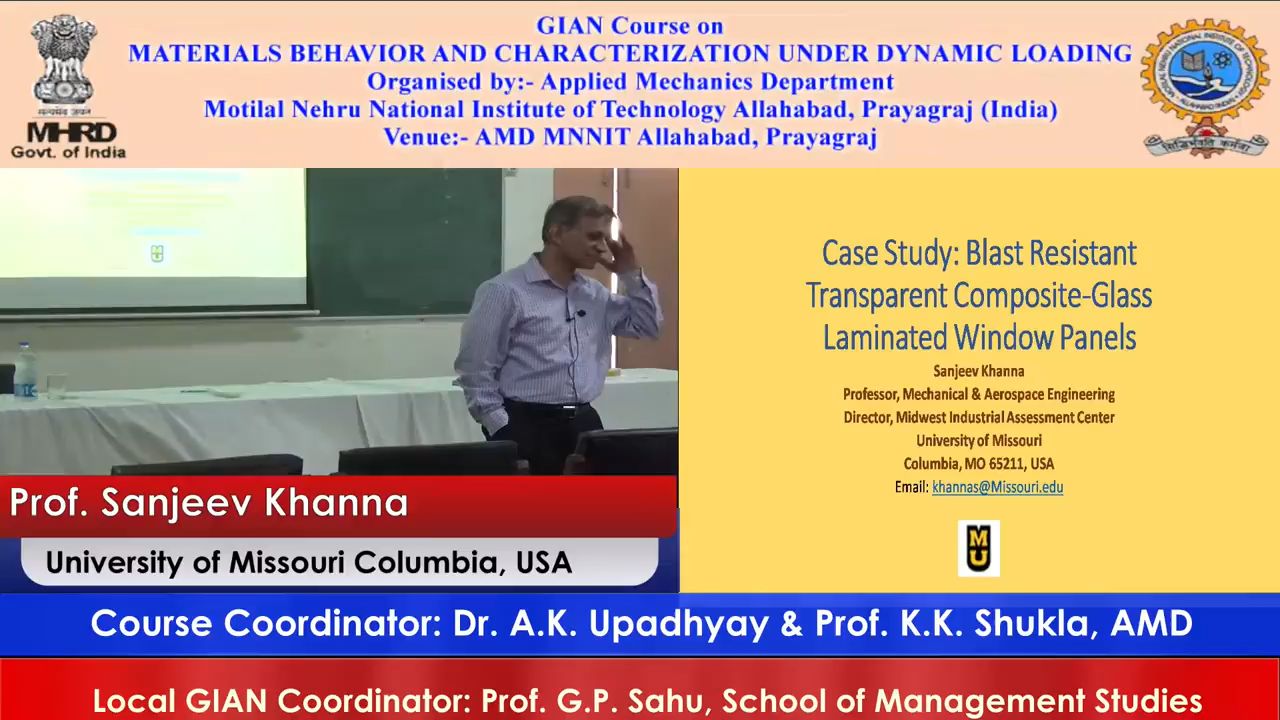 GIAN Course on
MATERIALS BEHAVIOR AND CHARACTERIZATION UNDER DYNAMIC LOADING
Organised by:- Applied Mechanics Department
Motilal Nehru National Institute of Technology Allahabad, Prayagraj (India)
Venue:- AMD MNNIT Allahabad, Prayagraj
सत्यमेव जयते
MHRD
Govt. of India
Case Study: Blast Resistant
Transparent Composite-Glass
Laminated Window Panels
Sanjeev Khanna
Professor, Mechanical & Aerospace Engineering
Director, Midwest Industrial Assessment Center
University of Missouri
Columbia, MO 65211, USA
Email: khannas@Missouri.edu
MU
Prof. Sanjeev Khanna
University of Missouri Columbia, USA
Course Coordinator: Dr. A.K. Upadhyay & Prof. K.K. Shukla, AMD
Local GIAN Coordinator: Prof. G.P. Sahu, School of Management Studies